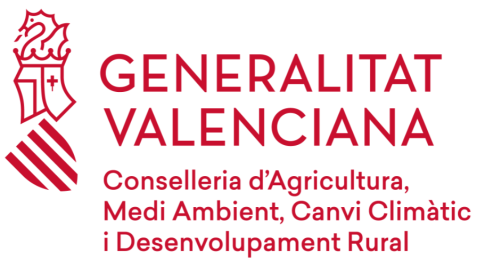 GENERALITAT
VALENCIANA
Conselleria d'Agricultura,
Medi Ambient, Canvi Climàtic
i Desenvolupament Rural